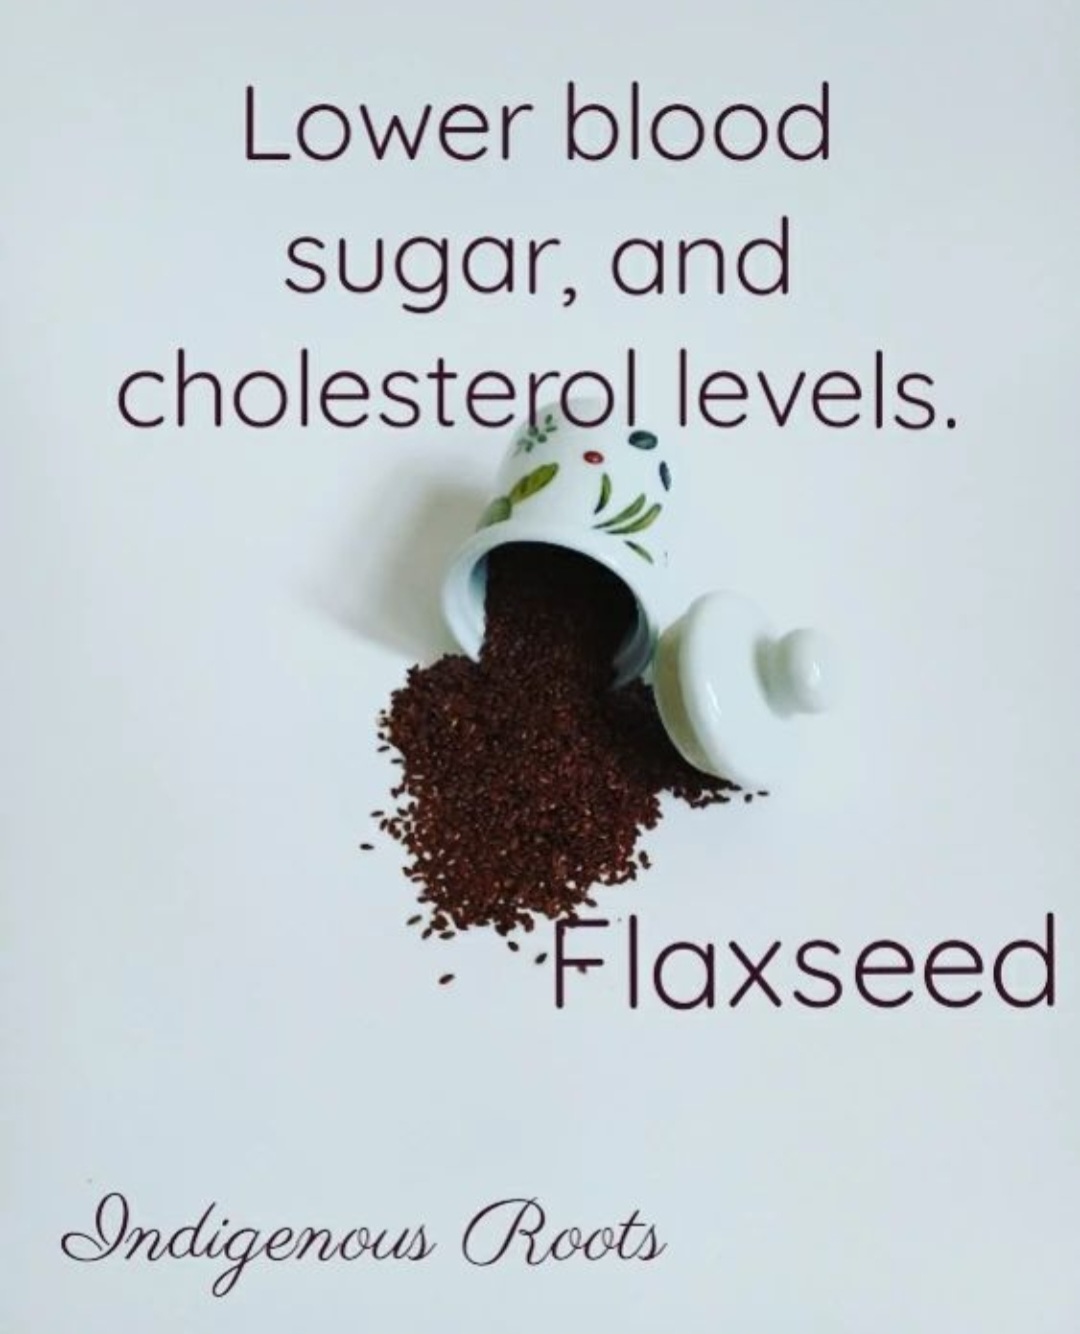 Lower blood
sugar, and
cholesterol levels.
Flaxseed
Indigenous Roots